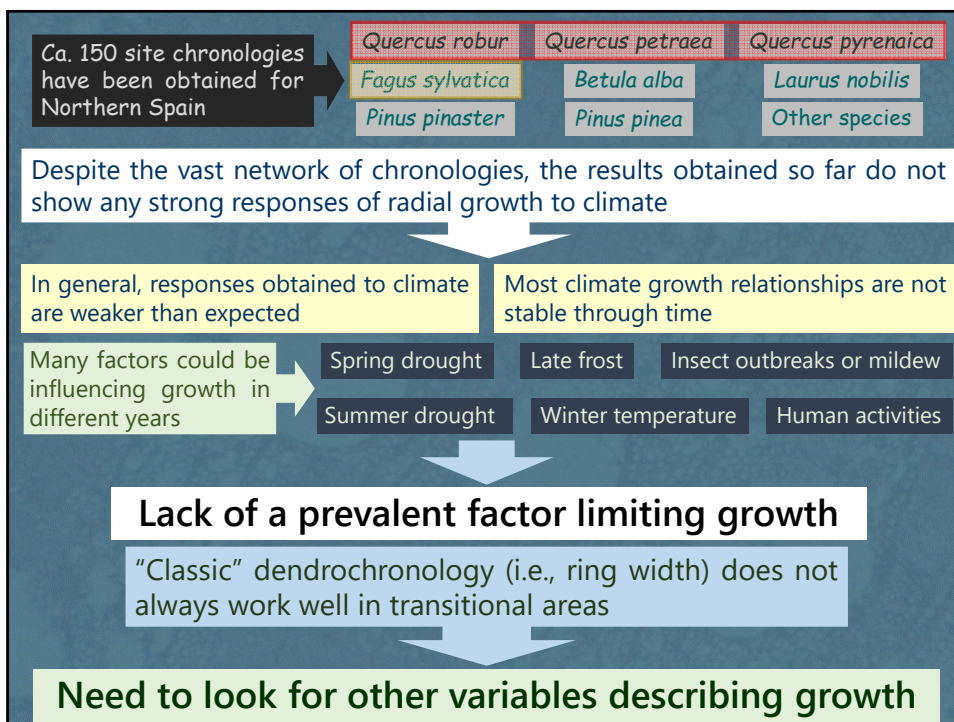 Ca. 150 site chronologies
have been obtained for
Northern Spain
Quercus robur
Quercus petraea
Quercus pyrenaica
Fagus sylvatica
Betula alba
Laurus nobilis
Pinus pinaster
Pinus pinea
Other species
Despite the vast network of chronologies, the results obtained so far do not
show any strong responses of radial growth to climate
In general, responses obtained to climate
are weaker than expected
Most climate growth relationships are not
stable through time
Many factors could be
influencing growth in
different years
Spring drought
Late frost
Insect outbreaks or mildew
Summer drought
Winter temperature
Human activities
Lack of a prevalent factor limiting growth
“Classic” dendrochronology (i.e., ring width) does not
always work well in transitional areas
Need to look for other variables describing growth